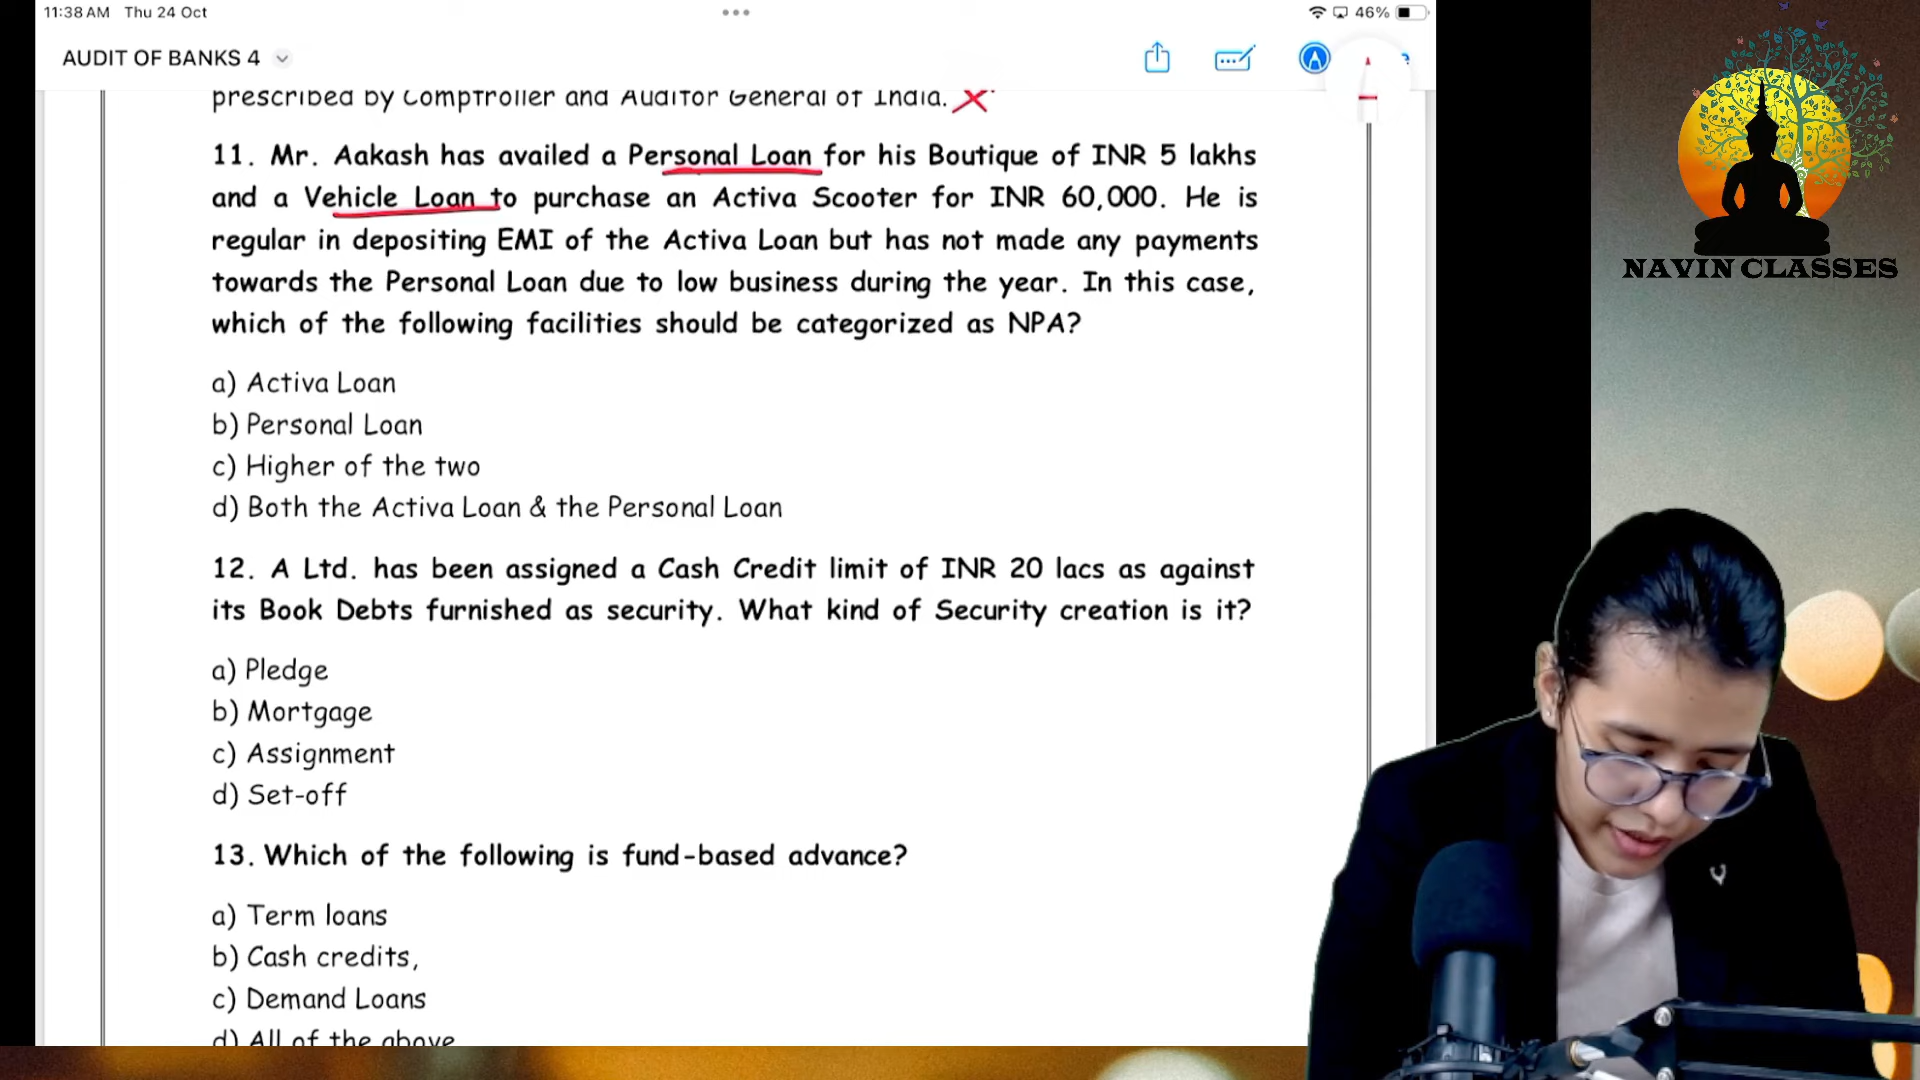 11:38 AM Thu 24 Oct
46%
AUDIT OF BANKS 4
prescribed by Comptroller and Auditor General of India.
11. Mr. Aakash has availed a Personal Loan for his Boutique of INR 5 lakhs
and a Vehicle Loan to purchase an Activa Scooter for INR 60,000. He is
regular in depositing EMI of the Activa Loan but has not made any payments
towards the Personal Loan due to low business during the year. In this case,
which of the following facilities should be categorized as NPA?
a) Activa Loan
b) Personal Loan
c) Higher of the two
d) Both the Activa Loan & the Personal Loan
12. A Ltd. has been assigned a Cash Credit limit of INR 20 lacs as against
its Book Debts furnished as security. What kind of Security creation is it?
a) Pledge
b) Mortgage
c) Assignment
d) Set-off
13. Which of the following is fund-based advance?
a) Term loans
b) Cash credits,
c) Demand Loans
d) All of the above
NAVIN CLASSES